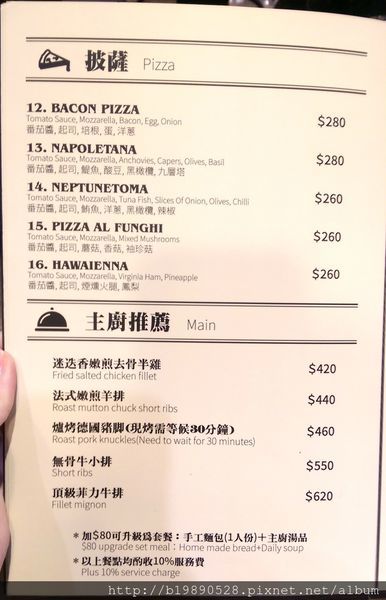 披薩 Pizza
12. BACON PIZZA
Tomato Sauce, Mozzarella, Bacon, Egg, Onion
番茄醬, 起司, 培根, 蛋, 洋蔥
$280
13. NAPOLETANA
Tomato Sauce, Mozzarella, Anchovies, Capers, Olives, Basil
番茄醬, 起司, 鯷魚, 酸豆, 黑橄欖, 九層塔
$280
14. NEPTUNETOMA
Tomato Sauce, Mozzarella, Tuna Fish, Slices Of Onion, Olives, Chilli
番茄醬, 起司, 鮪魚, 洋蔥, 黑橄欖, 辣椒
$260
15. PIZZA AL FUNGHI
Tomato Sauce, Mozzarella, Mixed Mushrooms
番茄醬, 起司, 蘑菇, 香菇, 袖珍菇
$260
16. HAWAIENNA
Tomato Sauce, Mozzarella, Virginia Ham, Pineapple
番茄醬, 起司, 煙燻火腿, 鳳梨
$260
主廚推薦 Main
迷迭香嫩煎去骨半雞
Fried salted chicken fillet
$420
法式嫩煎羊排
Roast mutton chuck short ribs
$440
爐烤德國豬腳(現烤需等候30分鐘)
Roast pork knuckles(Need to wait for 30 minutes)
$460
無骨牛小排
Short ribs
$550
頂級菲力牛排
Fillet mignon
$620
*加$80可升級爲套餐：手工麵包(1人份)＋主廚湯品
$80 upgrade set meal：Home made bread+Daily soup
*以上餐點均酌收10%服務費
Plus 10% service charge
http://b19890528.pixnet.net/album